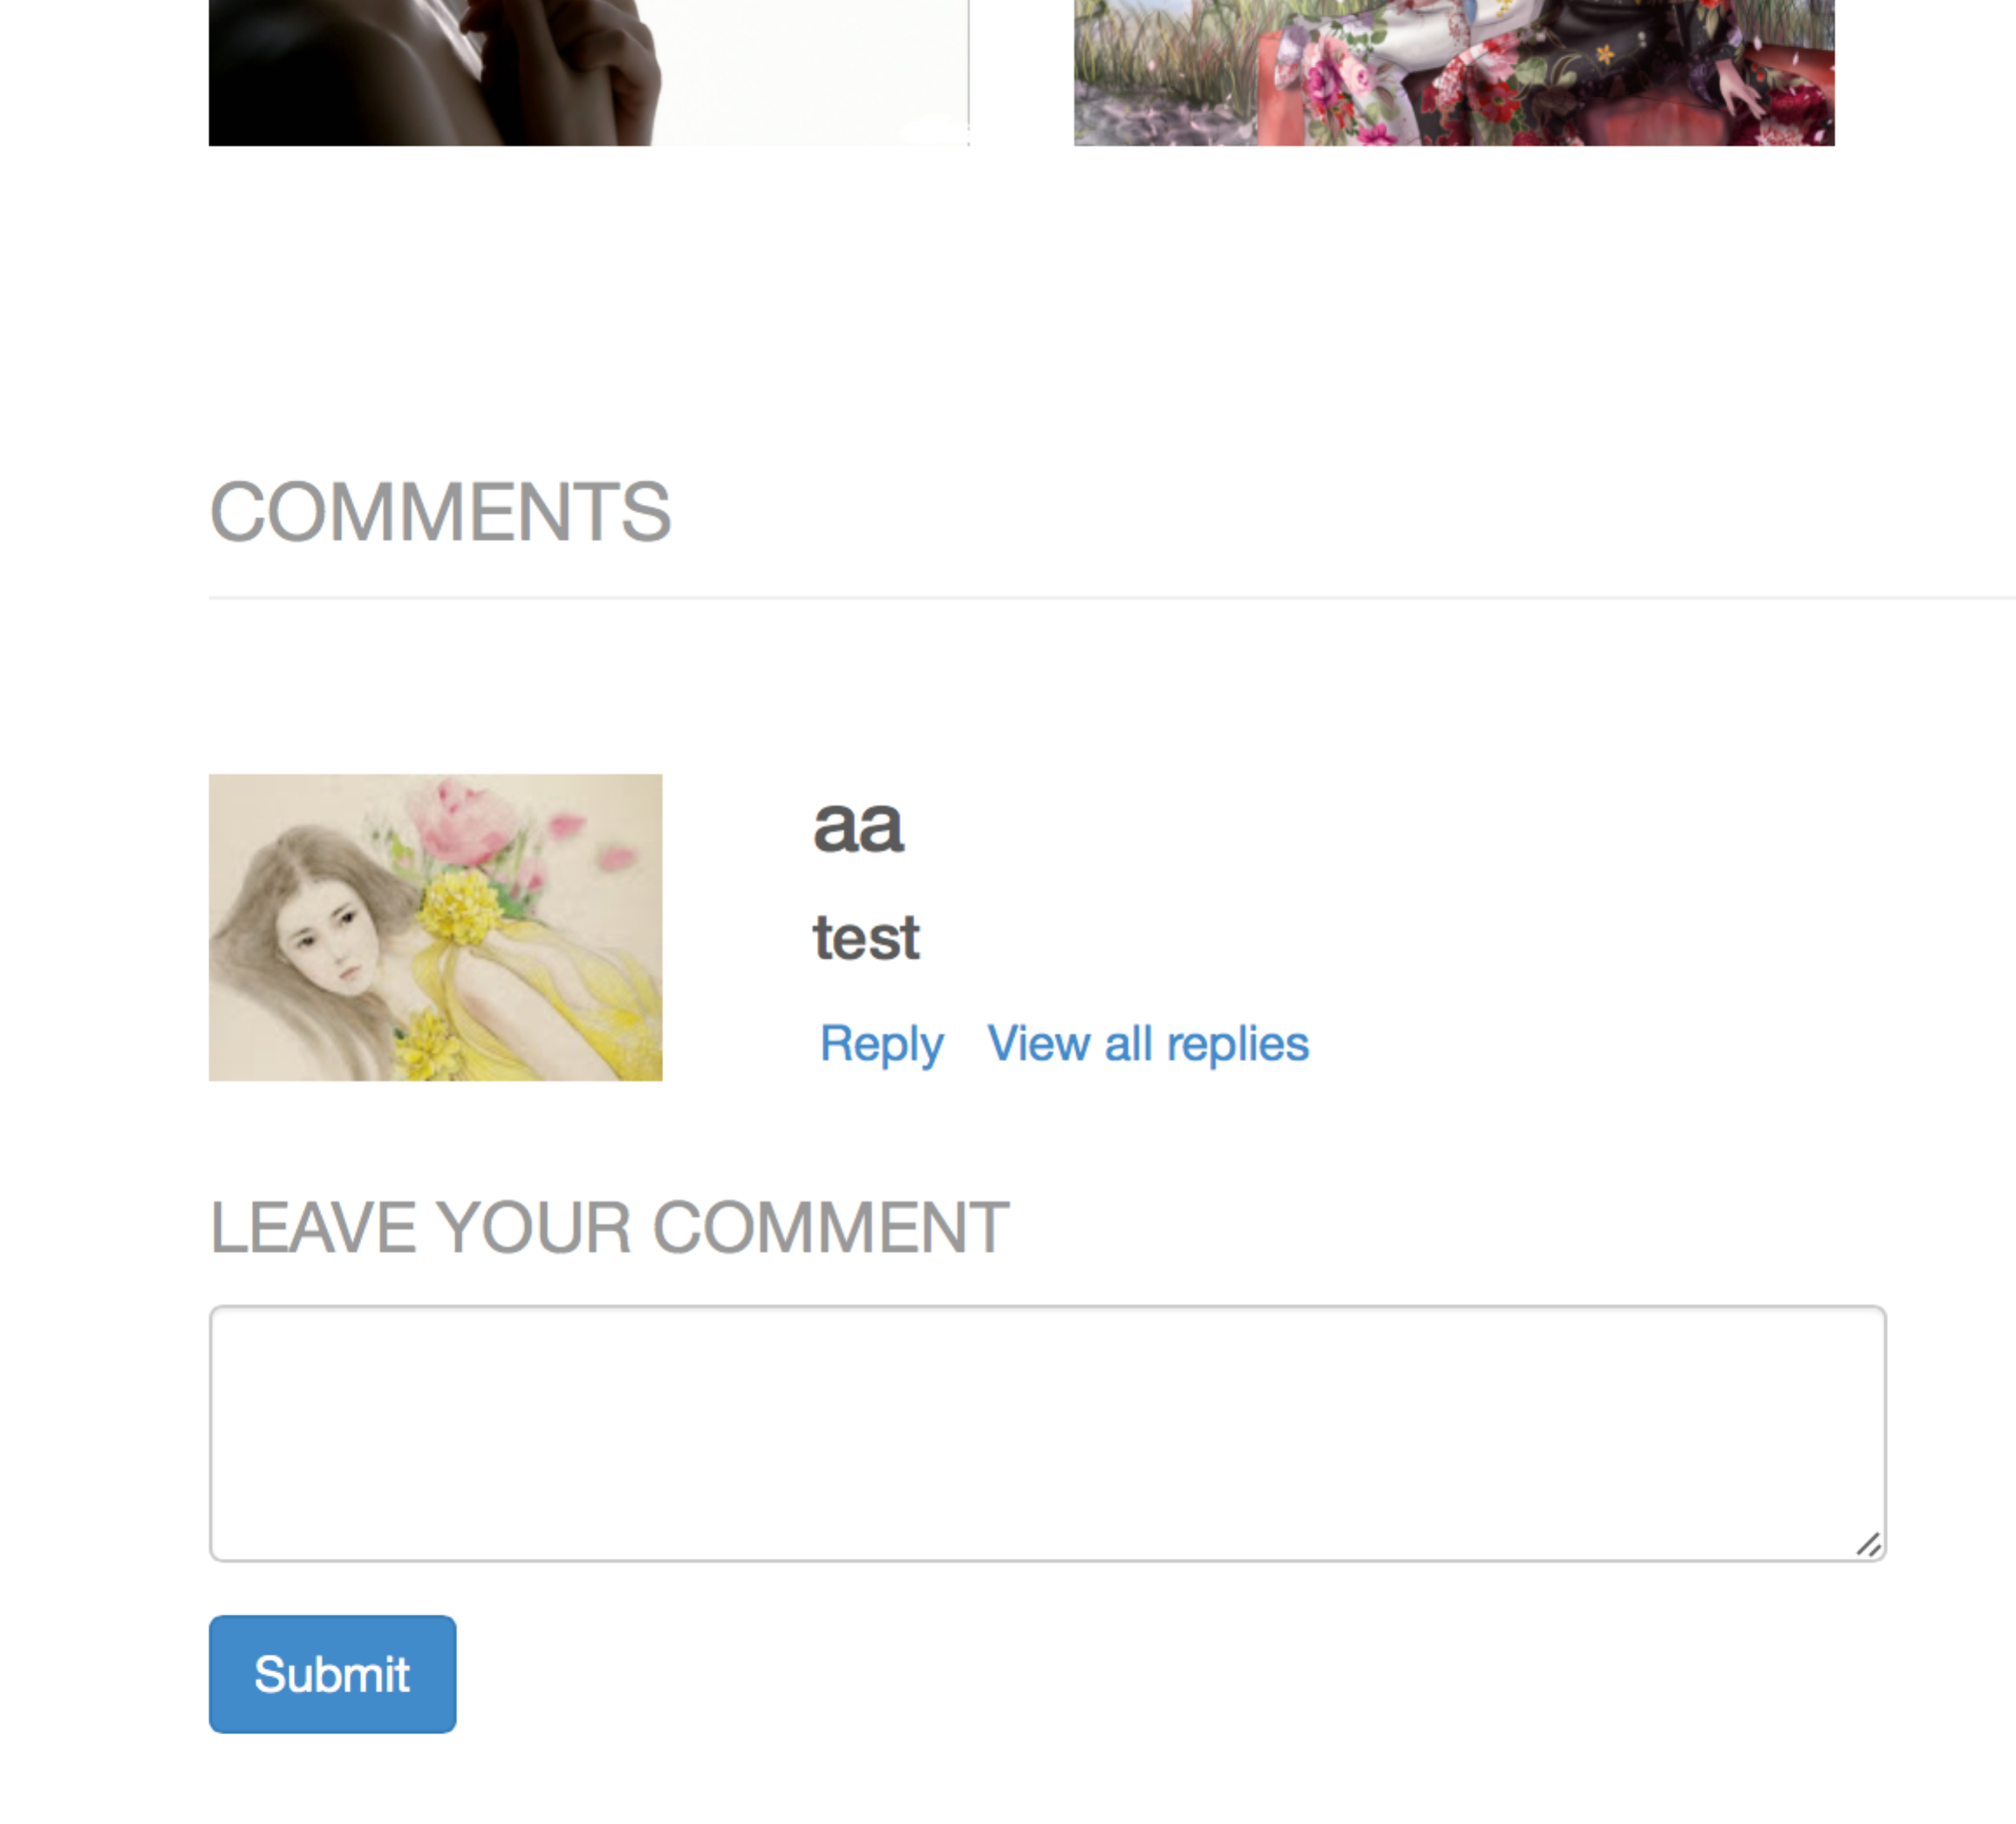 COMMENTS
aa
test
Reply View all replies
LEAVE YOUR COMMENT
Submit